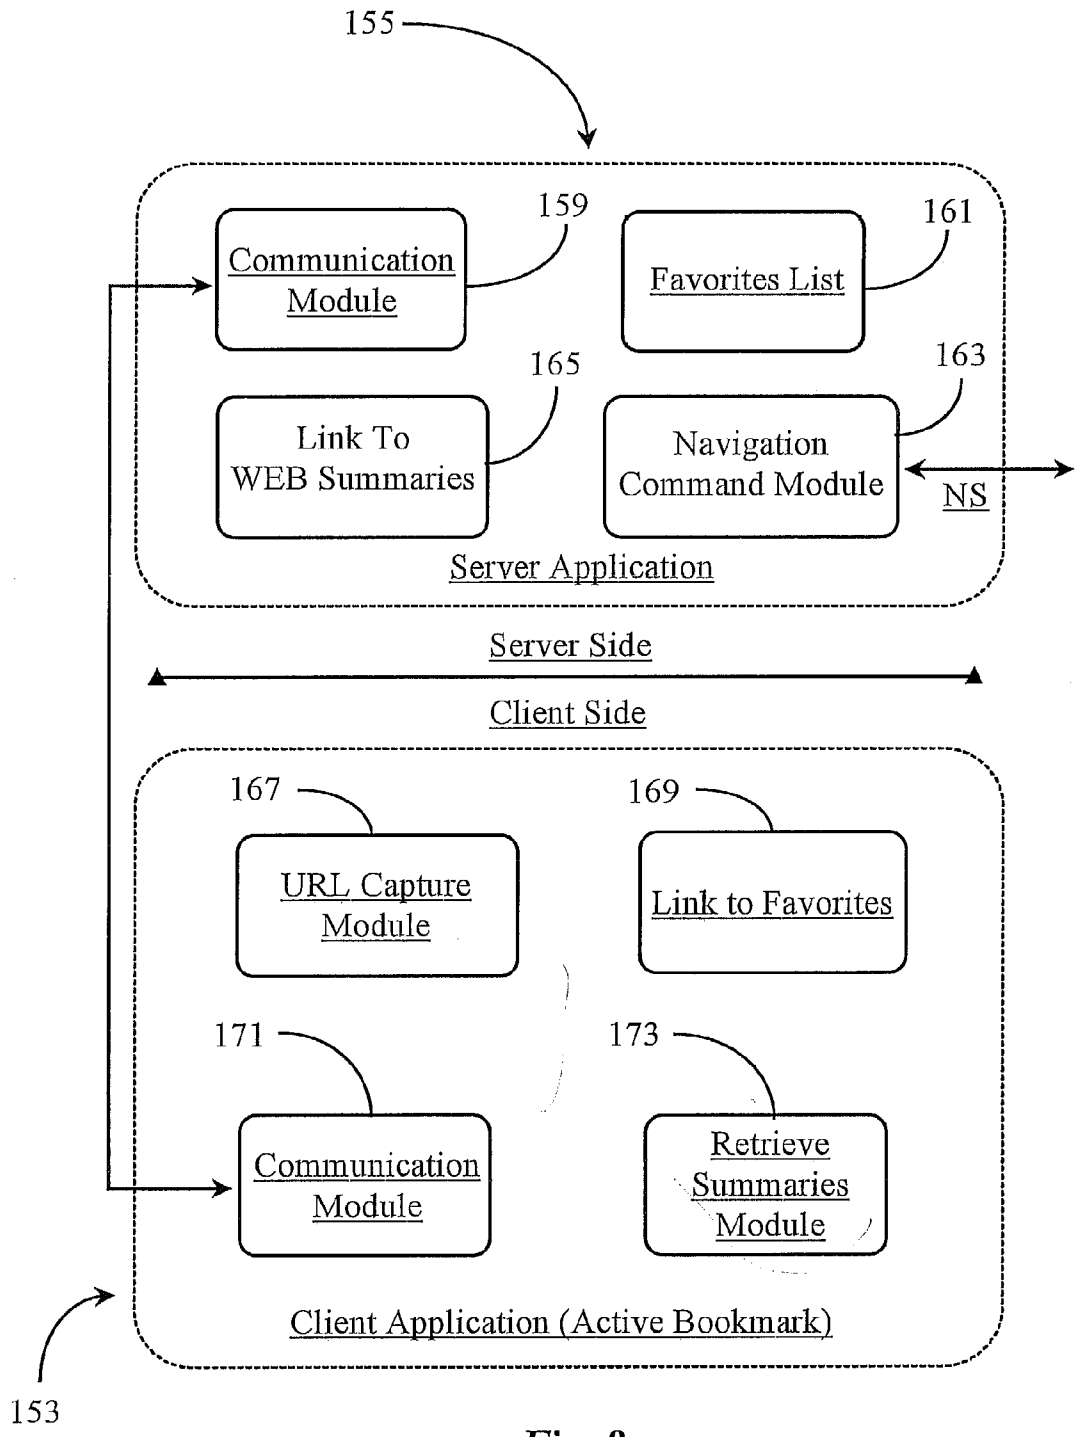 155
159
161
Communication
Module
Favorites List
165
163
Link To
WEB Summaries
Navigation
Command Module
NS
Server Application
Server Side
Client Side
167
169
URL Capture
Module
Link to Favorites
171
173
Communication
Module
Retrieve
Summaries
Module
Client Application (Active Bookmark)
153